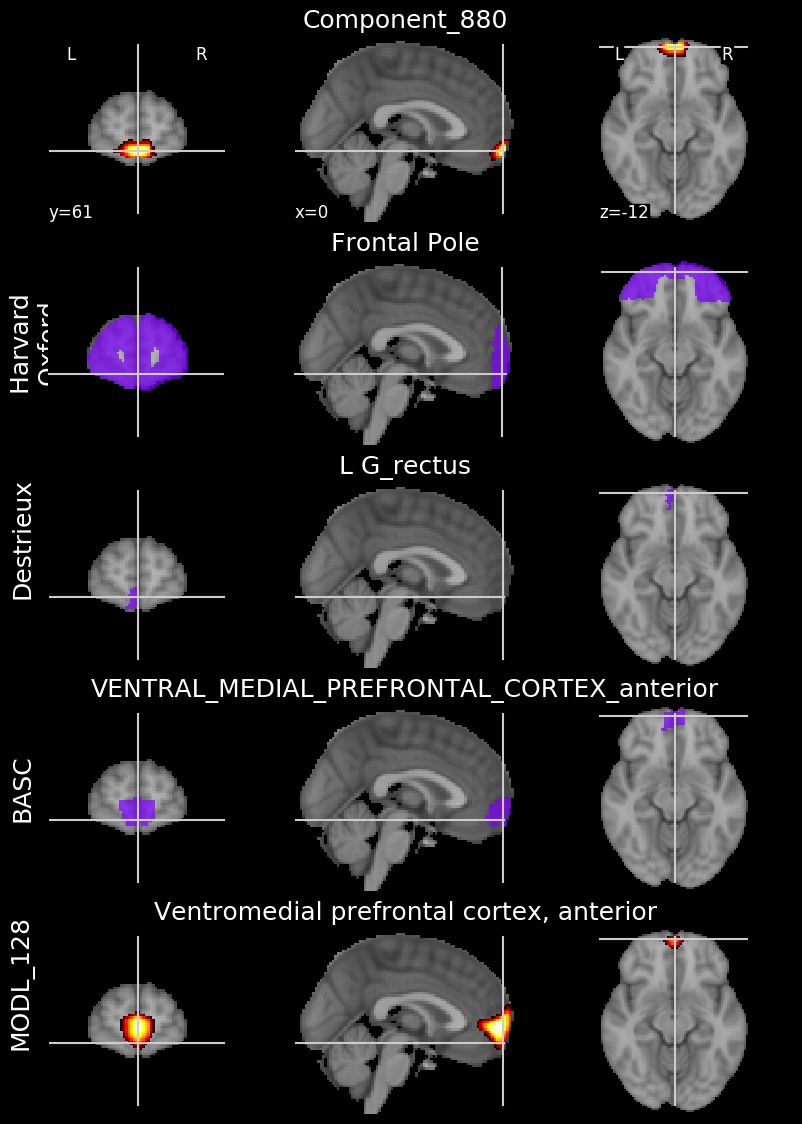 Component_880
L R
L R
y=61
x=0
z=-12
Frontal Pole
Harvard
L G_rectus
Destrieux
VENTRAL_MEDIAL_PREFRONTAL_CORTEX_anterior
BASC
Ventromedial prefrontal cortex, anterior
MODL_128